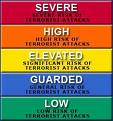 SEVERE
SEVERE RISK OF
TERRORIST ATTACKS
HIGH
HIGH RISK OF
TERRORIST ATTACKS
ELEVATED
SIGNIFICANT RISK OF
TERRORIST ATTACKS
GUARDED
GENERAL RISK OF
TERRORIST ATTACKS
LOW
LOW RISK OF
TERRORIST ATTACKS